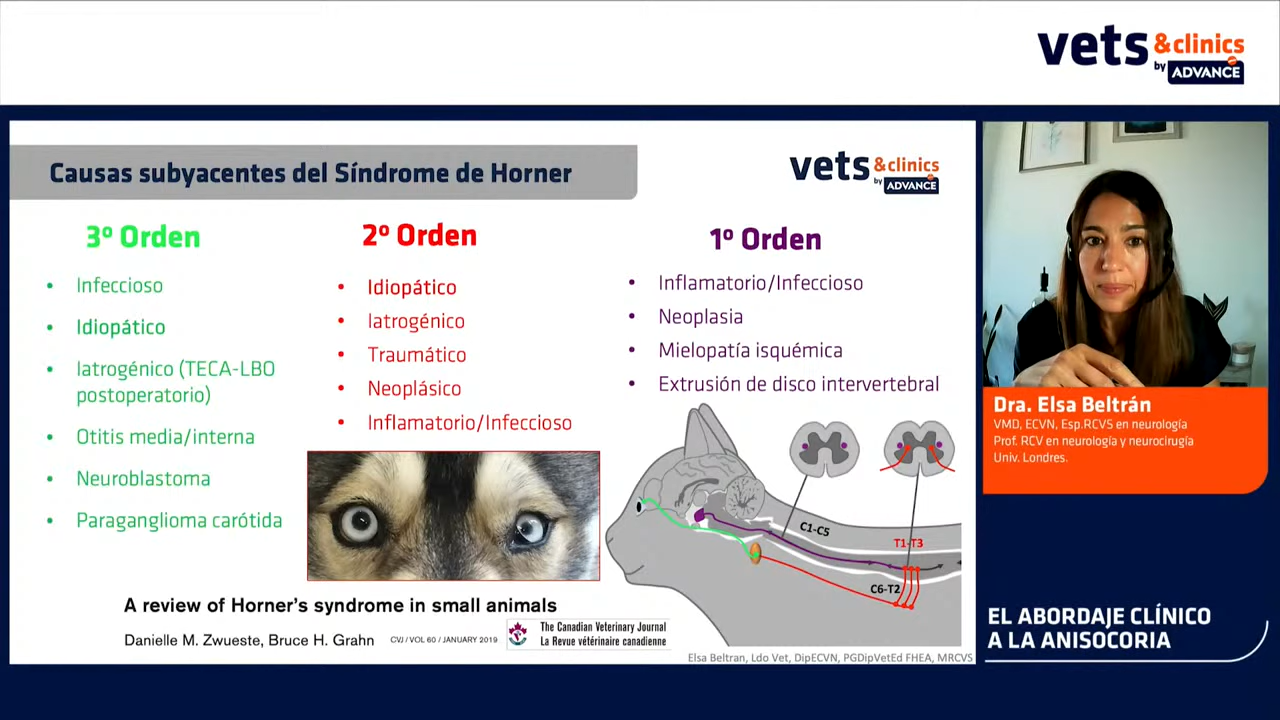 vets &clinics
by ADVANCE
Causas subyacentes del Síndrome de Horner
vets &clinics
by ADVANCE
3º Orden
Infeccioso
Idiopático
Iatrogénico (TECA-LBO
postoperatorio)
Otitis media/interna
Neuroblastoma
Paraganglioma carótida
2º Orden
Idiopático
Iatrogénico
Traumático
Neoplásico
Inflamatorio/Infeccioso
1º Orden
Inflamatorio/Infeccioso
Neoplasia
Mielopatía isquémica
Extrusión de disco intervertebral
C1-C5
T1-T3
C6-T2
A review of Horner's syndrome in small animals
Danielle M. Zwueste, Bruce H. Grahn
CVJ / VOL 60 / JANUARY 2019
The Canadian Veterinary Journal
La Revue vétérinaire canadienne
Elsa Beltran, Ldo Vet, DipECVN, PGDipVetEd FHEA, MRCVS
Dra. Elsa Beltrán
VMD, ECVN, Esp.RCVS en neurología
Prof. RCV en neurología y neurocirugía
Univ. Londres.
EL ABORDAJE CLÍNICO
A LA ANISOCORIA